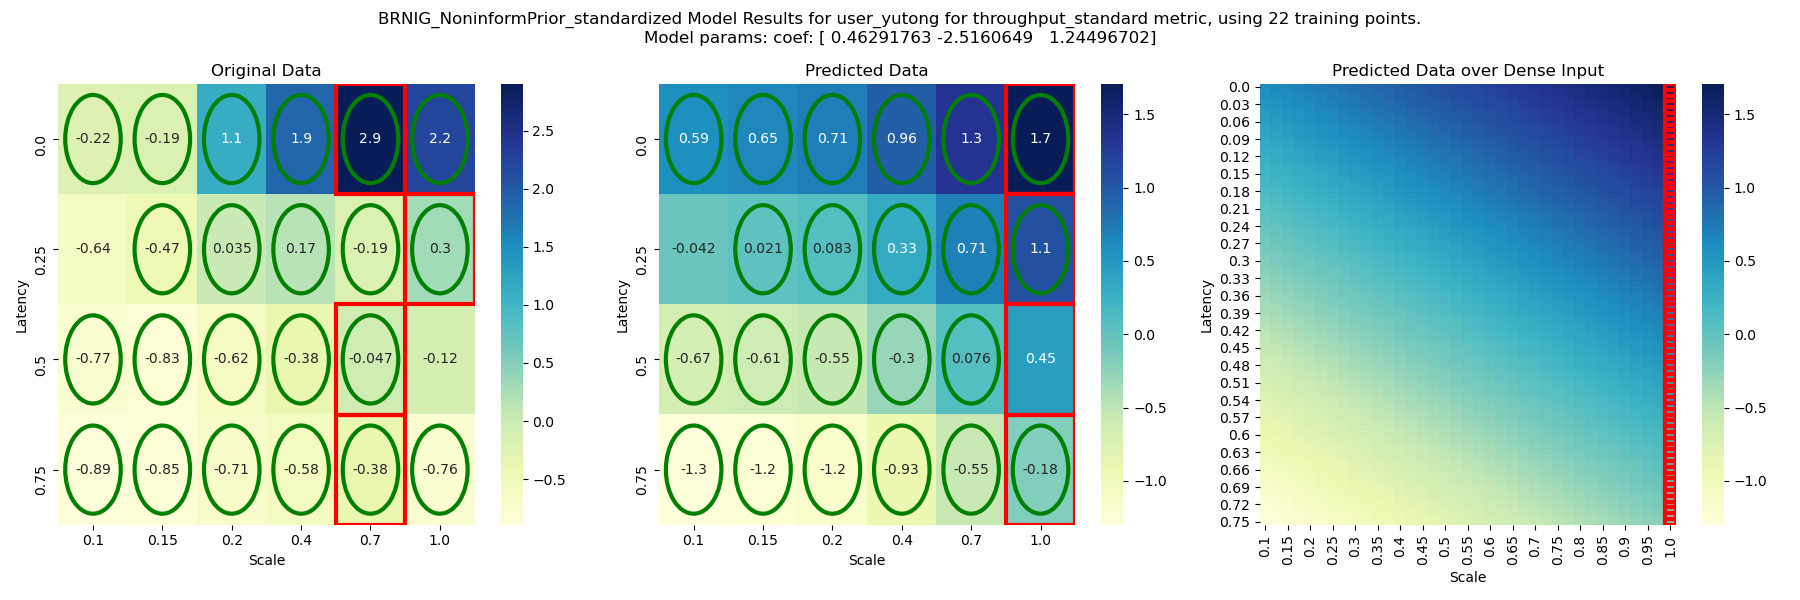 BRNIG_NoninformPrior_standardized Model Results for user_yutong for throughput_standard metric, using 22 training points.
Model params: coef: [ 0.46291763 -2.5160649   1.24496702]
Original Data
0.0 -0.22 -0.19 1.1 1.9 2.9 2.2
0.25 -0.64 -0.47 0.035 0.17 -0.19 0.3
0.5 -0.77 -0.83 -0.62 -0.38 -0.047 -0.12
0.75 -0.89 -0.85 -0.71 -0.58 -0.38 -0.76
0.1 0.15 0.2 0.4 0.7 1.0
Scale
Latency
2.5
2.0
1.5
1.0
0.5
0.0
−0.5
Predicted Data
0.0 0.59 0.65 0.71 0.96 1.3 1.7
0.25 -0.042 0.021 0.083 0.33 0.71 1.1
0.5 -0.67 -0.61 -0.55 -0.3 0.076 0.45
0.75 -1.3 -1.2 -1.2 -0.93 -0.55 -0.18
0.1 0.15 0.2 0.4 0.7 1.0
Scale
Latency
1.5
1.0
0.5
0.0
−0.5
−1.0
Predicted Data over Dense Input
0.0
0.03
0.06
0.09
0.12
0.15
0.18
0.21
0.24
0.27
0.3
0.33
0.36
0.39
0.42
0.45
0.48
0.51
0.54
0.57
0.6
0.63
0.66
0.69
0.72
0.75
0.1 0.15 0.2 0.25 0.3 0.35 0.4 0.45 0.5 0.55 0.6 0.65 0.7 0.75 0.8 0.85 0.9 0.95 1.0
Scale
Latency
1.5
1.0
0.5
0.0
−0.5
−1.0